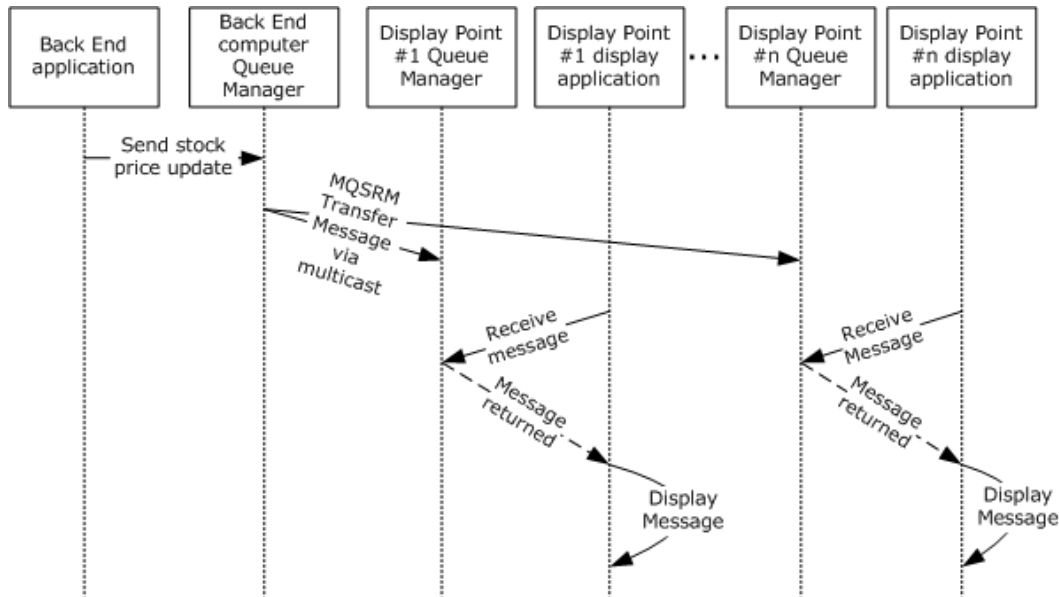 Back End
application
Back End
computer
Queue
Manager
Display Point
#1 Queue
Manager
Display Point
#1 display
application
...
Display Point
#n Queue
Manager
Display Point
#n display
application
Send stock
price update
MQSRM
Transfer
Message
via
multicast
Receive
message
Receive
Message
Message
returned
Message
returned
Display
Message
Display
Message